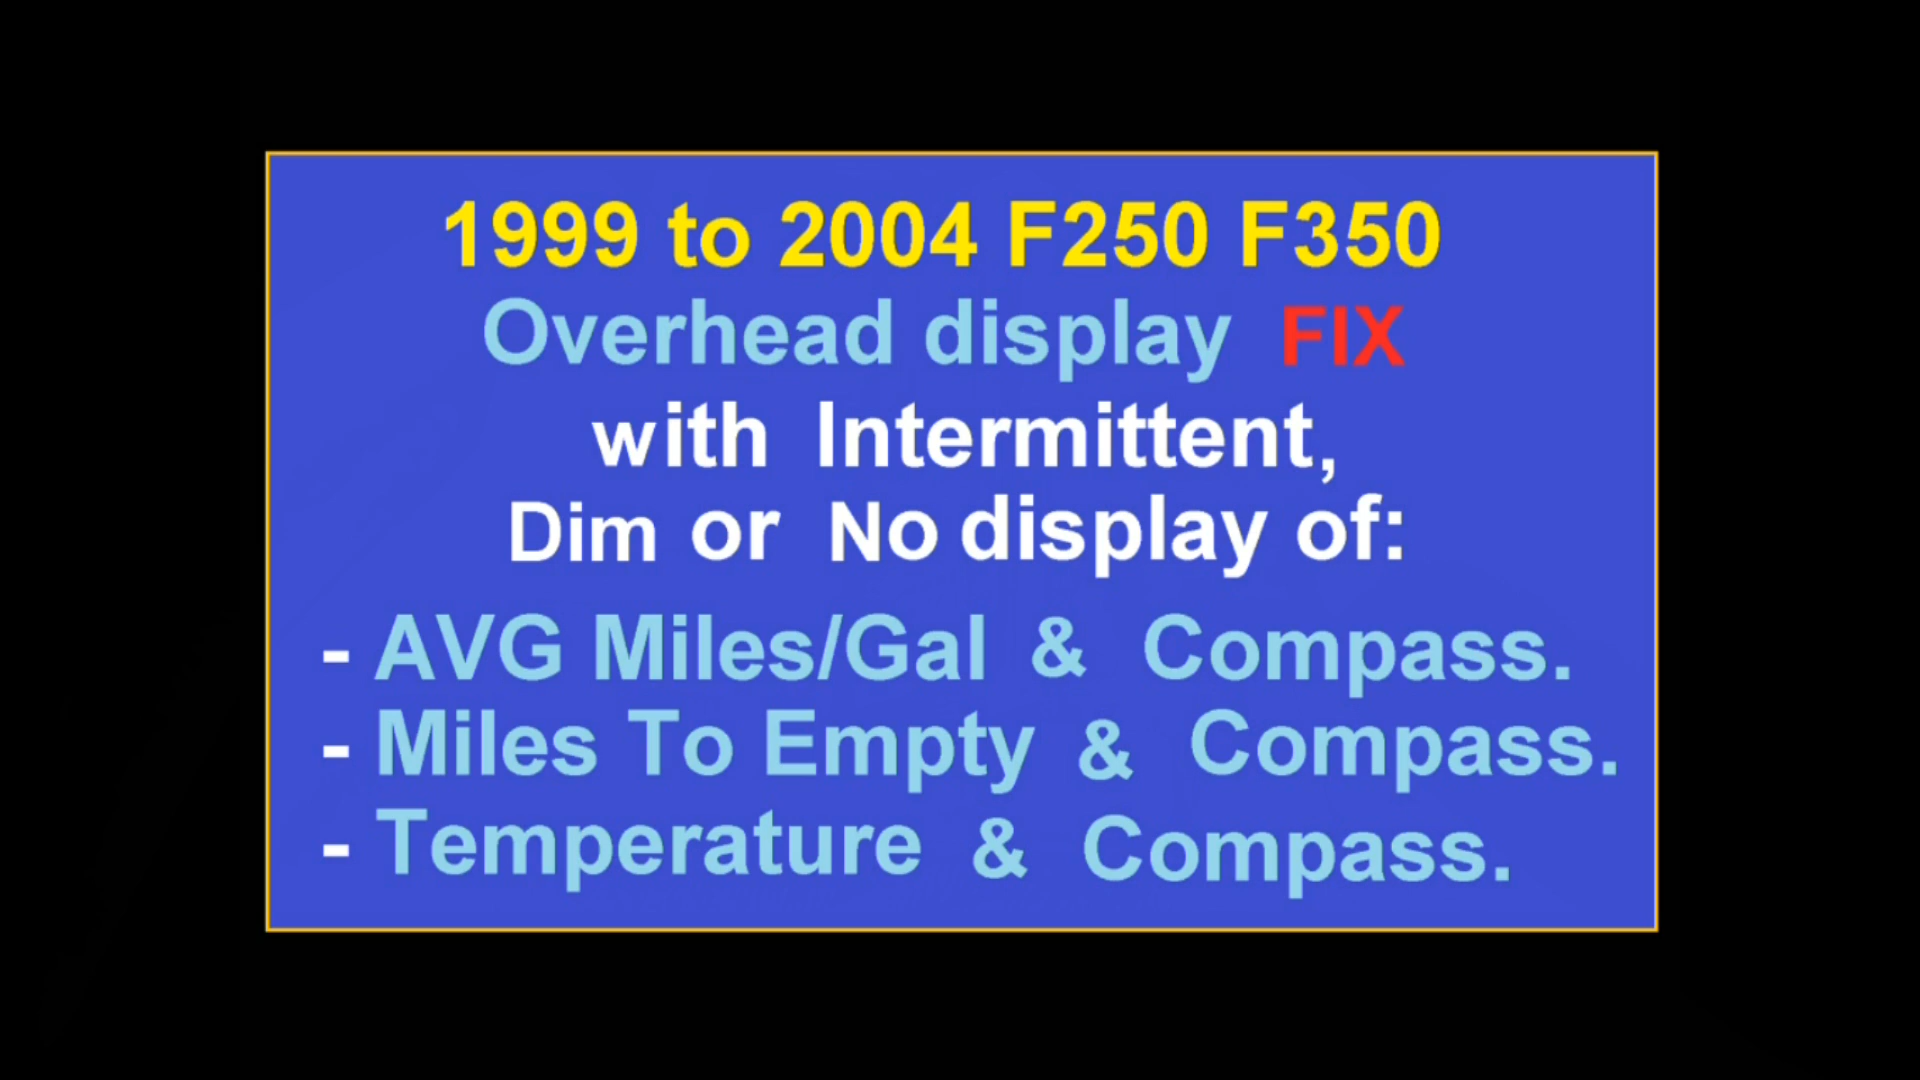 1999 to 2004 F250 F350
Overhead display FIX
with Intermittent,
Dim or No display of:
- AVG Miles/Gal & Compass.
- Miles To Empty & Compass.
- Temperature & Compass.